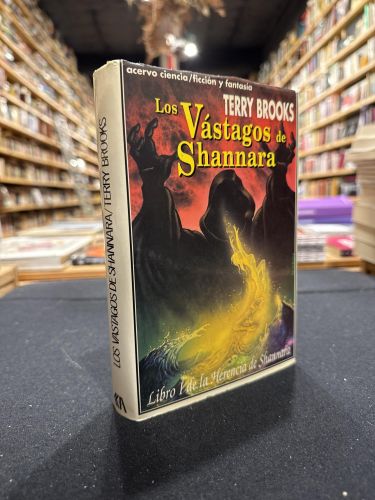 acervo ciencia/ficción y fantasía
TERRY BROOKS
Los Vástagos de
Shannara
Libro I de la Herencia de Shannara
LOS VÁSTAGOS DE SHANNARA/TERRY BROOKS